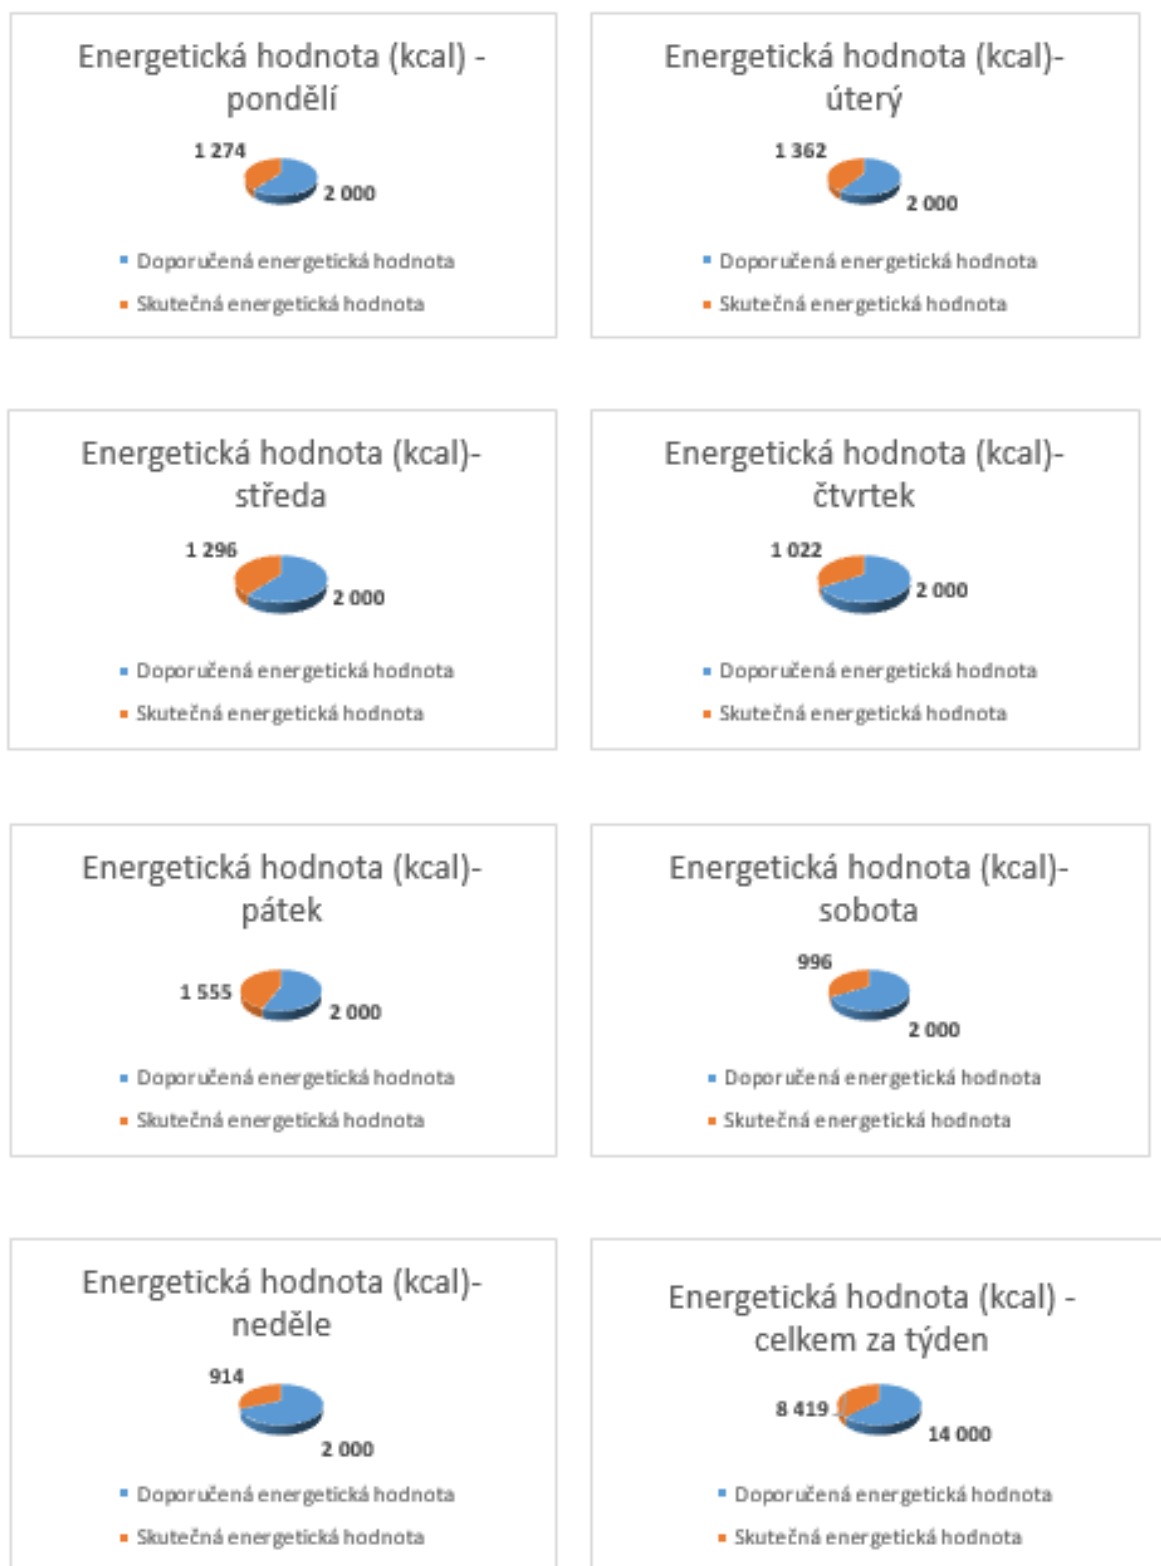 Energetická hodnota (kcal) -
pondělí
1 274
2 000
Doporučená energetická hodnota
Skutečná energetická hodnota
Energetická hodnota (kcal)-
úterý
1 362
2 000
Doporučená energetická hodnota
Skutečná energetická hodnota
Energetická hodnota (kcal)-
středa
1 296
2 000
Doporučená energetická hodnota
Skutečná energetická hodnota
Energetická hodnota (kcal)-
čtvrtek
1 022
2 000
Doporučená energetická hodnota
Skutečná energetická hodnota
Energetická hodnota (kcal)-
pátek
1 555
2 000
Doporučená energetická hodnota
Skutečná energetická hodnota
Energetická hodnota (kcal)-
sobota
996
2 000
Doporučená energetická hodnota
Skutečná energetická hodnota
Energetická hodnota (kcal)-
neděle
914
2 000
Doporučená energetická hodnota
Skutečná energetická hodnota
Energetická hodnota (kcal) -
celkem za týden
8 419
14 000
Doporučená energetická hodnota
Skutečná energetická hodnota